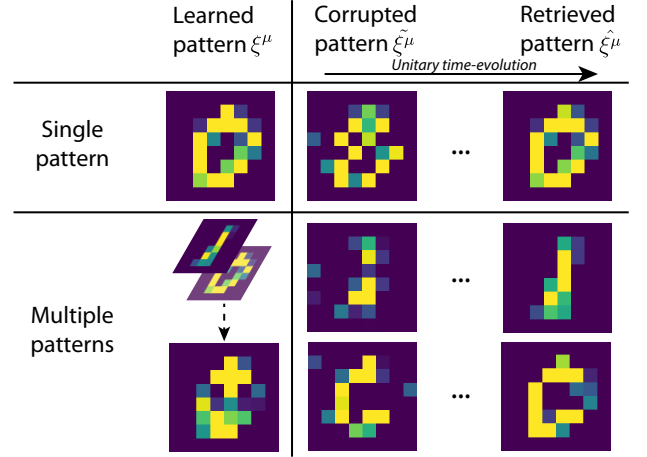 Learned
pattern ξ^μ
Corrupted
pattern ξ̃^μ
Retrieved
pattern ξ̂^μ
Unitary time-evolution
Single
pattern
...
Multiple
patterns
...
...